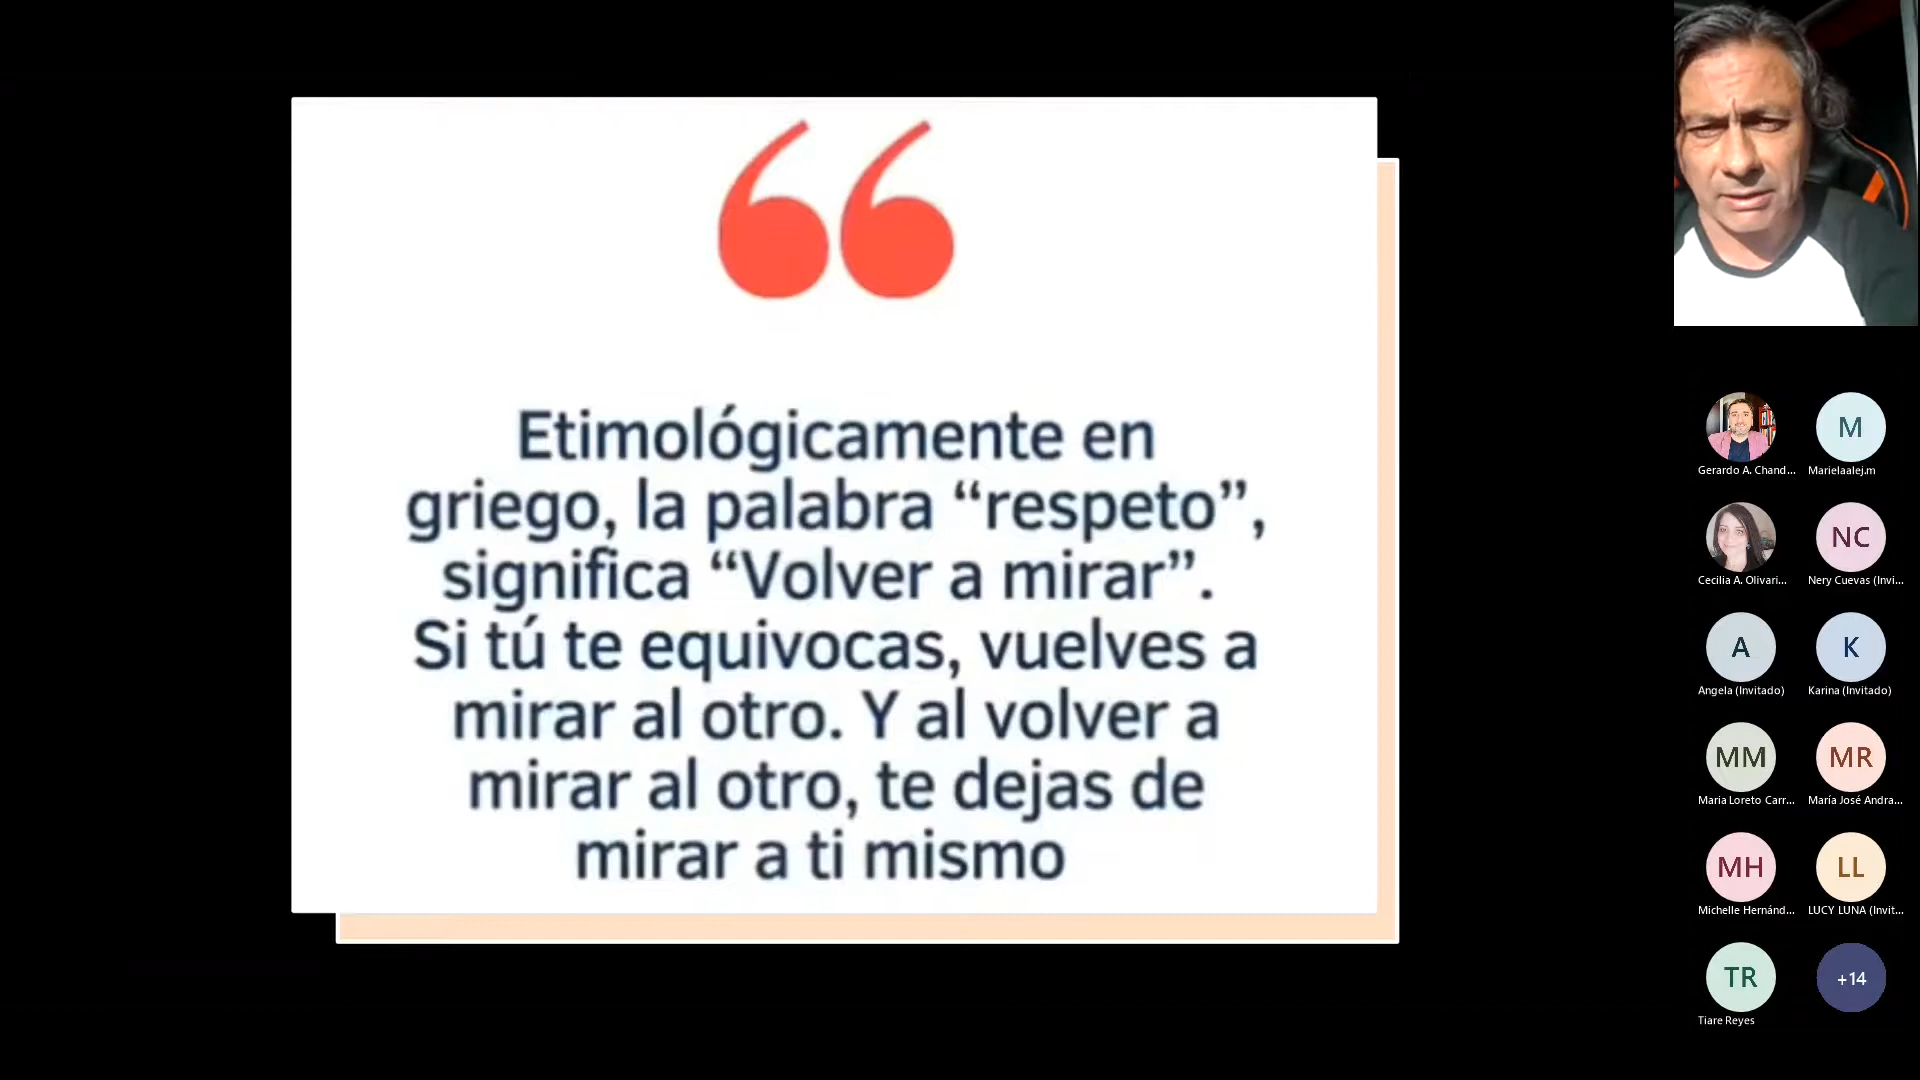 Etimológicamente en
griego, la palabra “respeto”,
significa “Volver a mirar”.
Si tú te equivocas, vuelves a
mirar al otro. Y al volver a
mirar al otro, te dejas de
mirar a ti mismo
Gerardo A. Chand...
M
Marielaalej.m
Cecilia A. Olivari...
NC
Nery Cuevas (Invi...
A
Angela (Invitado)
K
Karina (Invitado)
MM
Maria Loreto Carr...
MR
María José Andra...
MH
Michelle Hernánd...
LL
LUCY LUNA (Invit...
TR
Tiare Reyes
+14